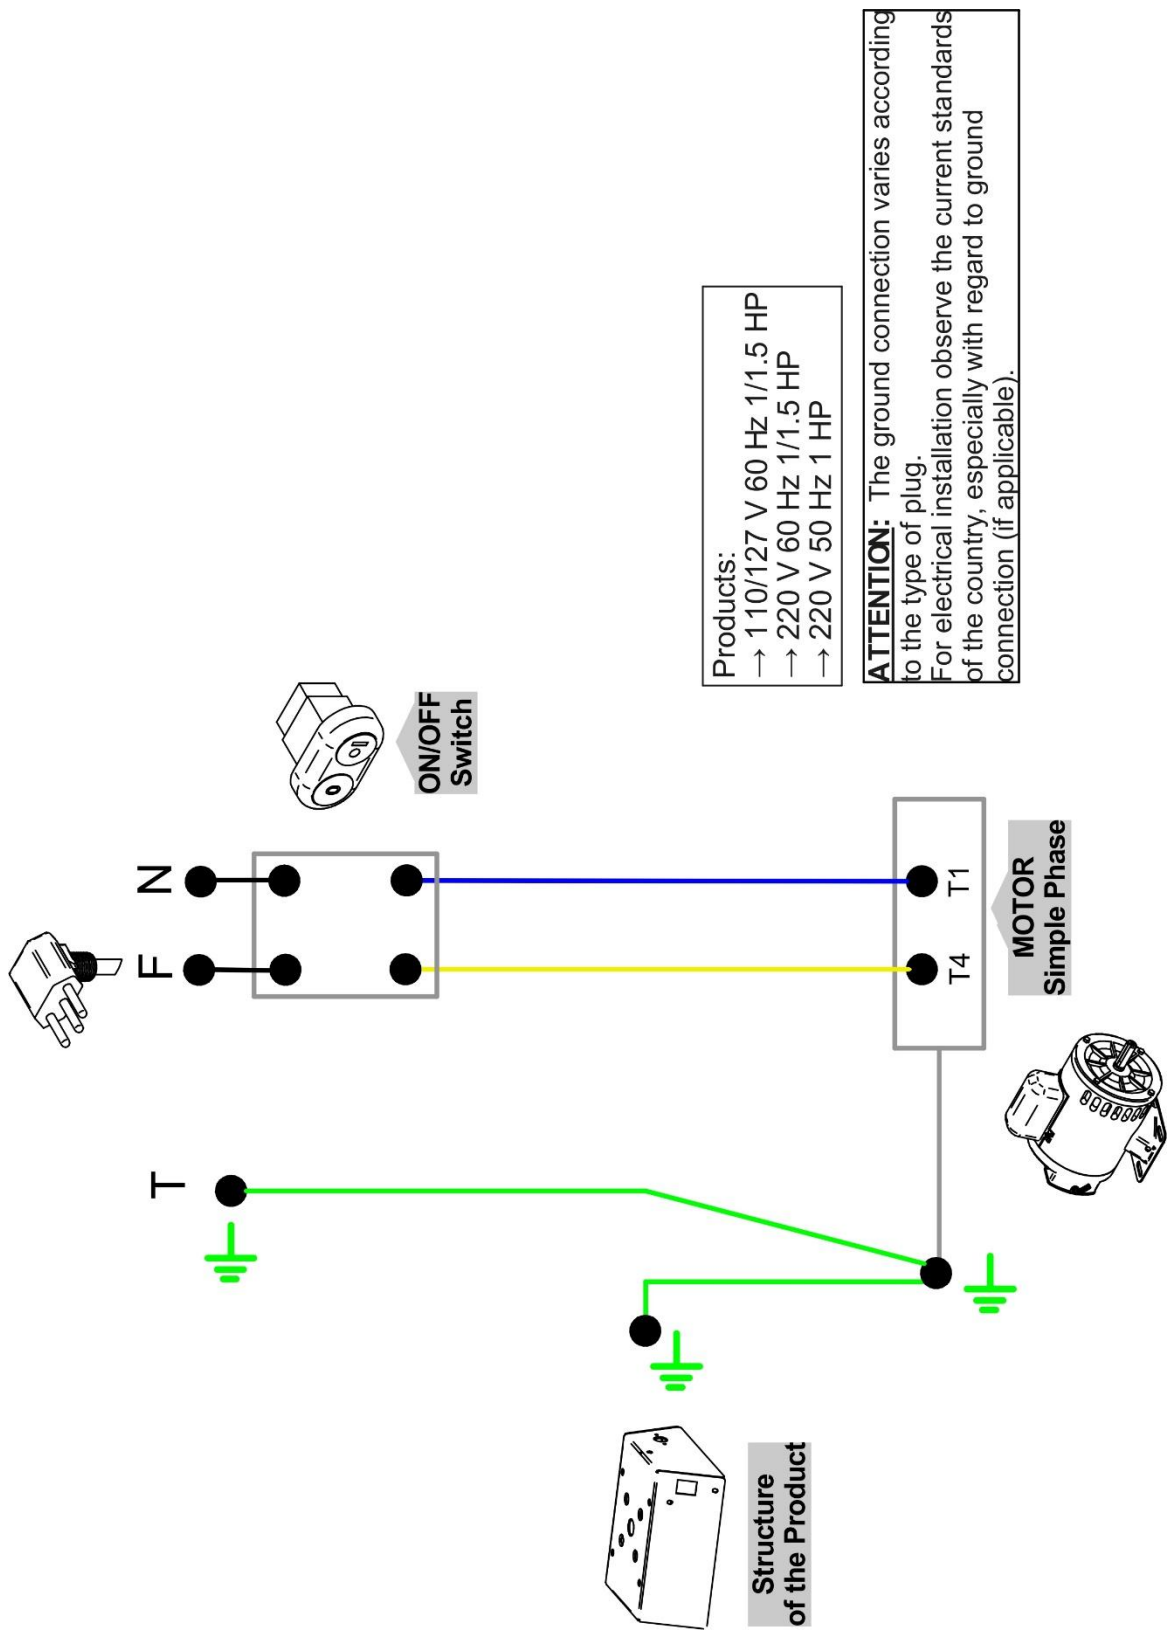 T
F
N
ON/OFF
Switch
Structure
of the Product
T4
T1
MOTOR
Simple Phase
Products:
→ 110/127 V 60 Hz 1/1.5 HP
→ 220 V 60 Hz 1/1.5 HP
→ 220 V 50 Hz 1 HP
ATTENTION: The ground connection varies according
to the type of plug.
For electrical installation observe the current standards
of the country, especially with regard to ground
connection (if applicable).